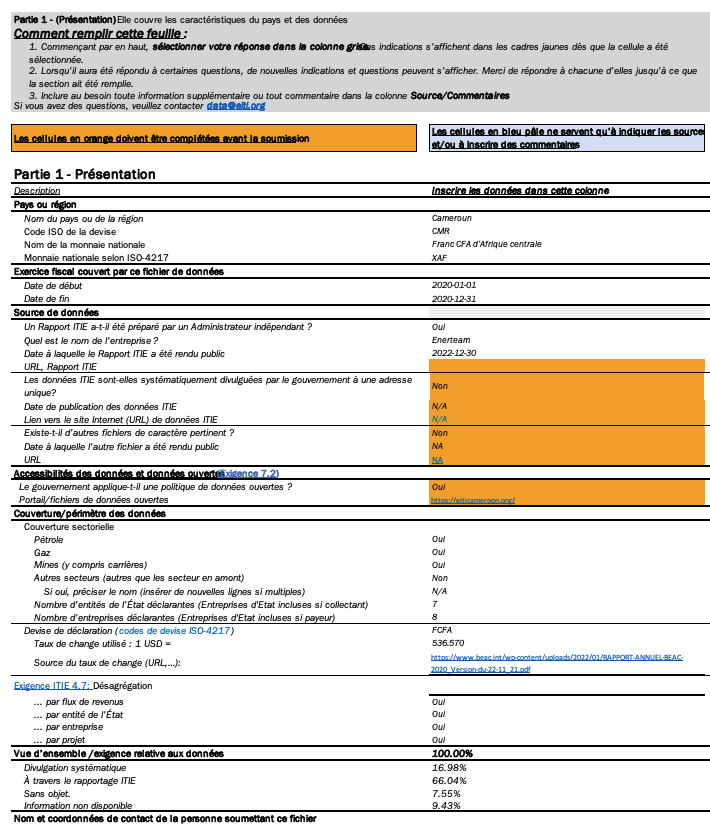 Partie 1 - (Présentation) Elle couvre les caractéristiques du pays et des données
Comment remplir cette feuille :
1. Commençant par en haut, sélectionner votre réponse dans la colonne grise. Des indications s'affichent dans les cadres jaunes dès que la cellule a été
sélectionnée.
2. Lorsqu'il aura été répondu à certaines questions, de nouvelles indications et questions peuvent s'afficher. Merci de répondre à chacune d'elles jusqu'à ce que
la section ait été remplie.
3. Inclure au besoin toute information supplémentaire ou tout commentaire dans la colonne Source/Commentaires
Si vous avez des questions, veuillez contacter data@eiti.org
Les cellules en orange doivent être complétées avant la soumission
Les cellules en bleu pâle ne servent qu'à indiquer les source
et/ou à inscrire des commentaires
Partie 1 - Présentation
Description Inscrire les données dans cette colonne
Pays ou région
Nom du pays ou de la région Cameroun
Code ISO de la devise CMR
Nom de la monnaie nationale Franc CFA d'Afrique centrale
Monnaie nationale selon ISO-4217 XAF
Exercice fiscal couvert par ce fichier de données
Date de début 2020-01-01
Date de fin 2020-12-31
Source de données
Un Rapport ITIE a-t-il été préparé par un Administrateur indépendant ? Oui
Quel est le nom de l'entreprise ? Enerteam
Date à laquelle le Rapport ITIE a été rendu public 2022-12-30
URL, Rapport ITIE
Les données ITIE sont-elles systématiquement divulguées par le gouvernement à une adresse
unique? Non
Date de publication des données ITIE N/A
Lien vers le site Internet (URL) de données ITIE N/A
Existe-t-il d'autres fichiers de caractère pertinent ? Non
Date à laquelle l'autre fichier a été rendu public NA
URL NA
Accessibilités des données et données ouvertes (Exigence 7.2)
Le gouvernement applique-t-il une politique de données ouvertes ? Oui
Portail/fichiers de données ouvertes https://eiticameroon.org/
Couverture/périmètre des données
Couverture sectorielle
Pétrole Oui
Gaz Oui
Mines (y compris carrières) Oui
Autres secteurs (autres que les secteur en amont) Non
Si oui, préciser le nom (insérer de nouvelles lignes si multiples) N/A
Nombre d'entités de l'État déclarantes (Entreprises d'Etat incluses si collectant) 7
Nombre d'entreprises déclarantes (Entreprises d'Etat incluses si payeur) 8
Devise de déclaration (codes de devise ISO-4217) FCFA
Taux de change utilisé : 1 USD = 536.570
Source du taux de change (URL,...): https://www.beac.int/wp-content/uploads/2022/01/RAPPORT-ANNUEL-BEAC-
2020_Version-du-22-11_21.pdf
Exigence ITIE 4.7: Désagrégation
... par flux de revenus Oui
... par entité de l'État Oui
... par entreprise Oui
... par projet Oui
Vue d'ensemble /exigence relative aux données 100.00%
Divulgation systématique 16.98%
À travers le rapportage ITIE 66.04%
Sans objet. 7.55%
Information non disponible 9.43%
Nom et coordonnées de contact de la personne soumettant ce fichier